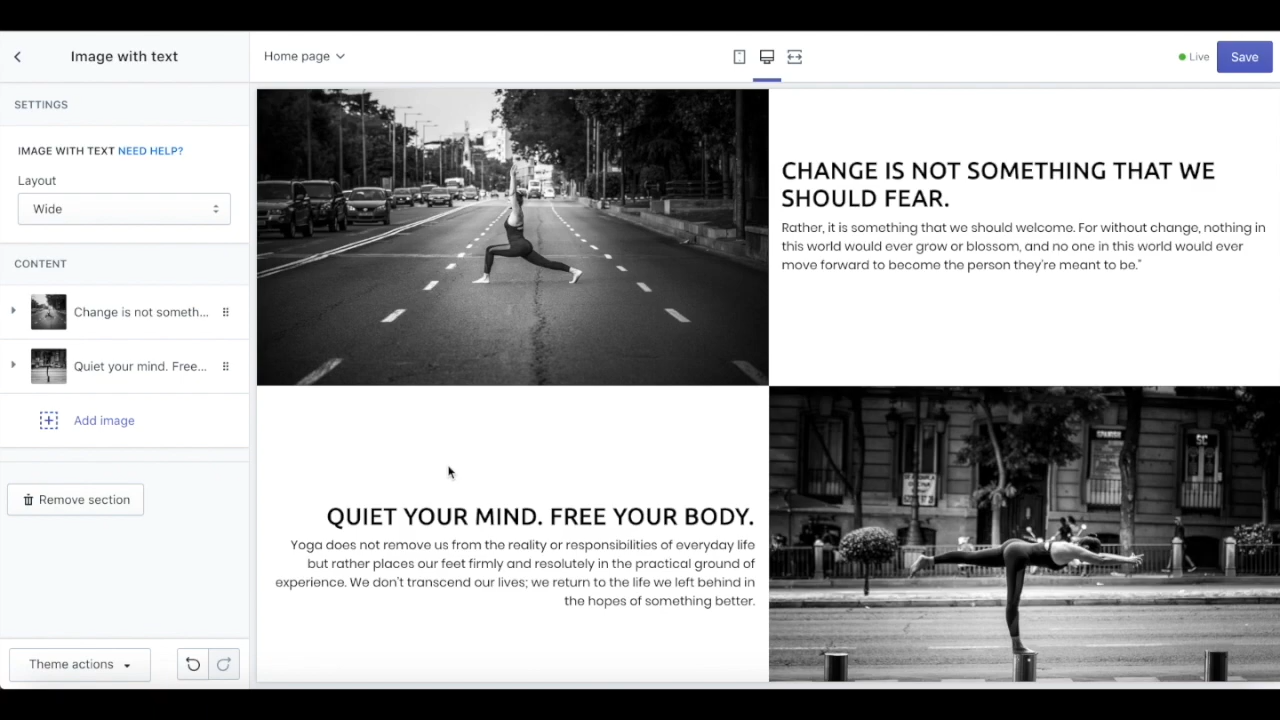 Image with text
Home page
Live
Save
SETTINGS
IMAGE WITH TEXT NEED HELP?
Layout
Wide
CONTENT
Change is not someth...
Quiet your mind. Free...
Add image
Remove section
Theme actions
CHANGE IS NOT SOMETHING THAT WE
SHOULD FEAR.
Rather, it is something that we should welcome. For without change, nothing in
this world would ever grow or blossom, and no one in this world would ever
move forward to become the person they're meant to be."
QUIET YOUR MIND. FREE YOUR BODY.
Yoga does not remove us from the reality or responsibilities of everyday life
but rather places our feet firmly and resolutely in the practical ground of
experience. We don't transcend our lives; we return to the life we left behind in
the hopes of something better.
SC